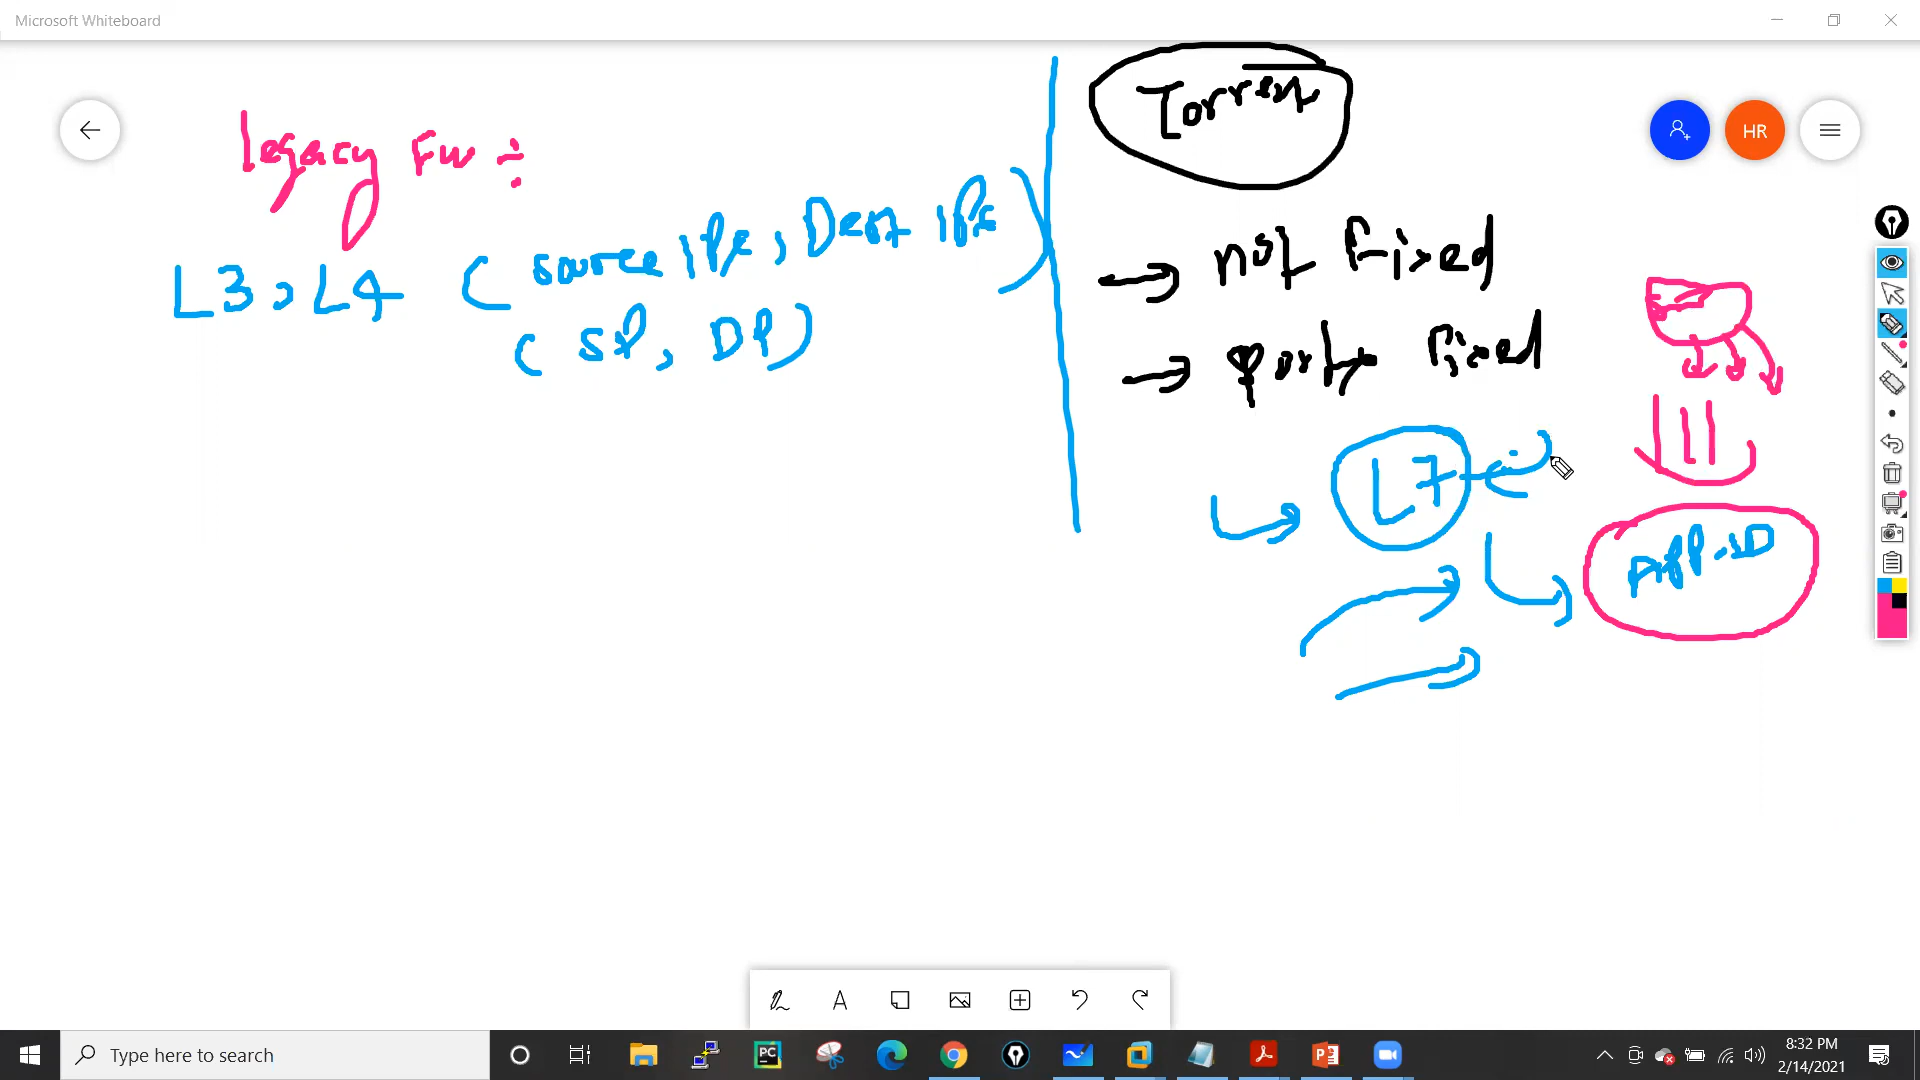 Microsoft Whiteboard
HR
legacy FW ÷
L3, L4 (source IPs, Dest IPs)
(SP, DP)
Torrent
→ not fixed
→ ports fixed
L7
App-ID
A
PC
Type here to search
8:32 PM
2/14/2021